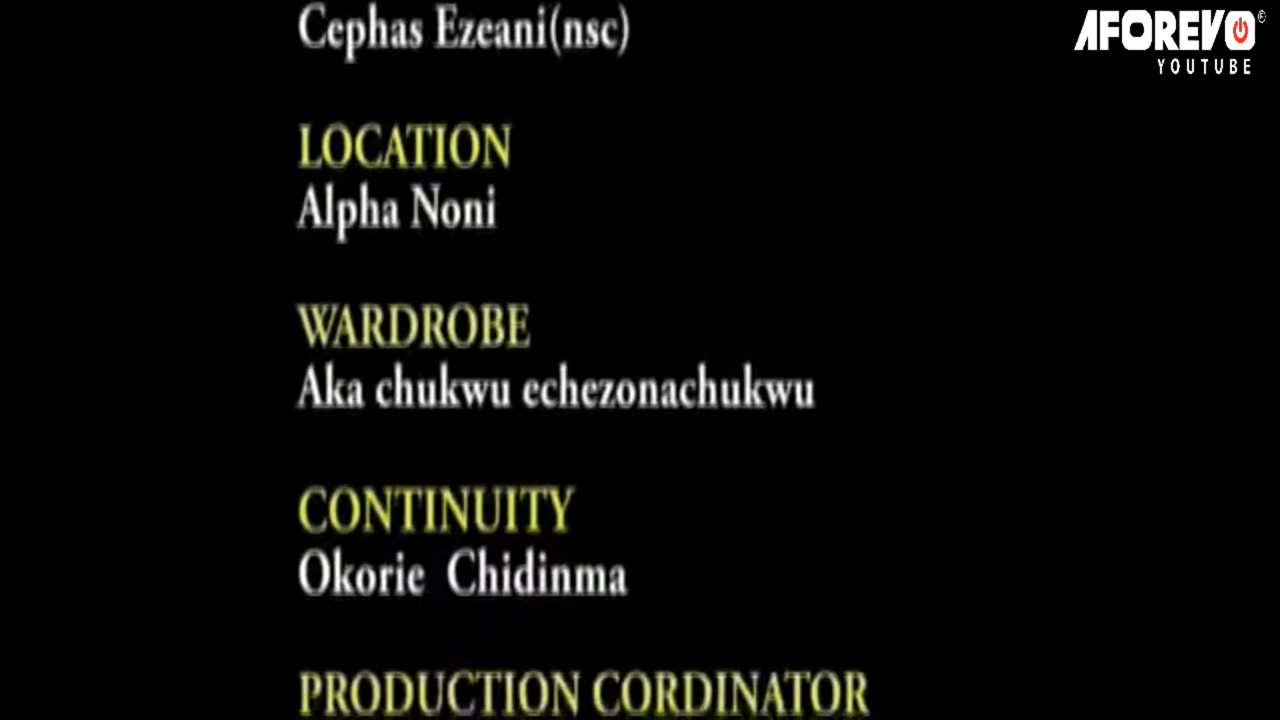 Cephas Ezeani(nsc)
AFOREVO®
YOUTUBE
LOCATION
Alpha Noni
WARDROBE
Aka chukwu echezonachukwu
CONTINUITY
Okorie Chidinma
PRODUCTION CORDINATOR